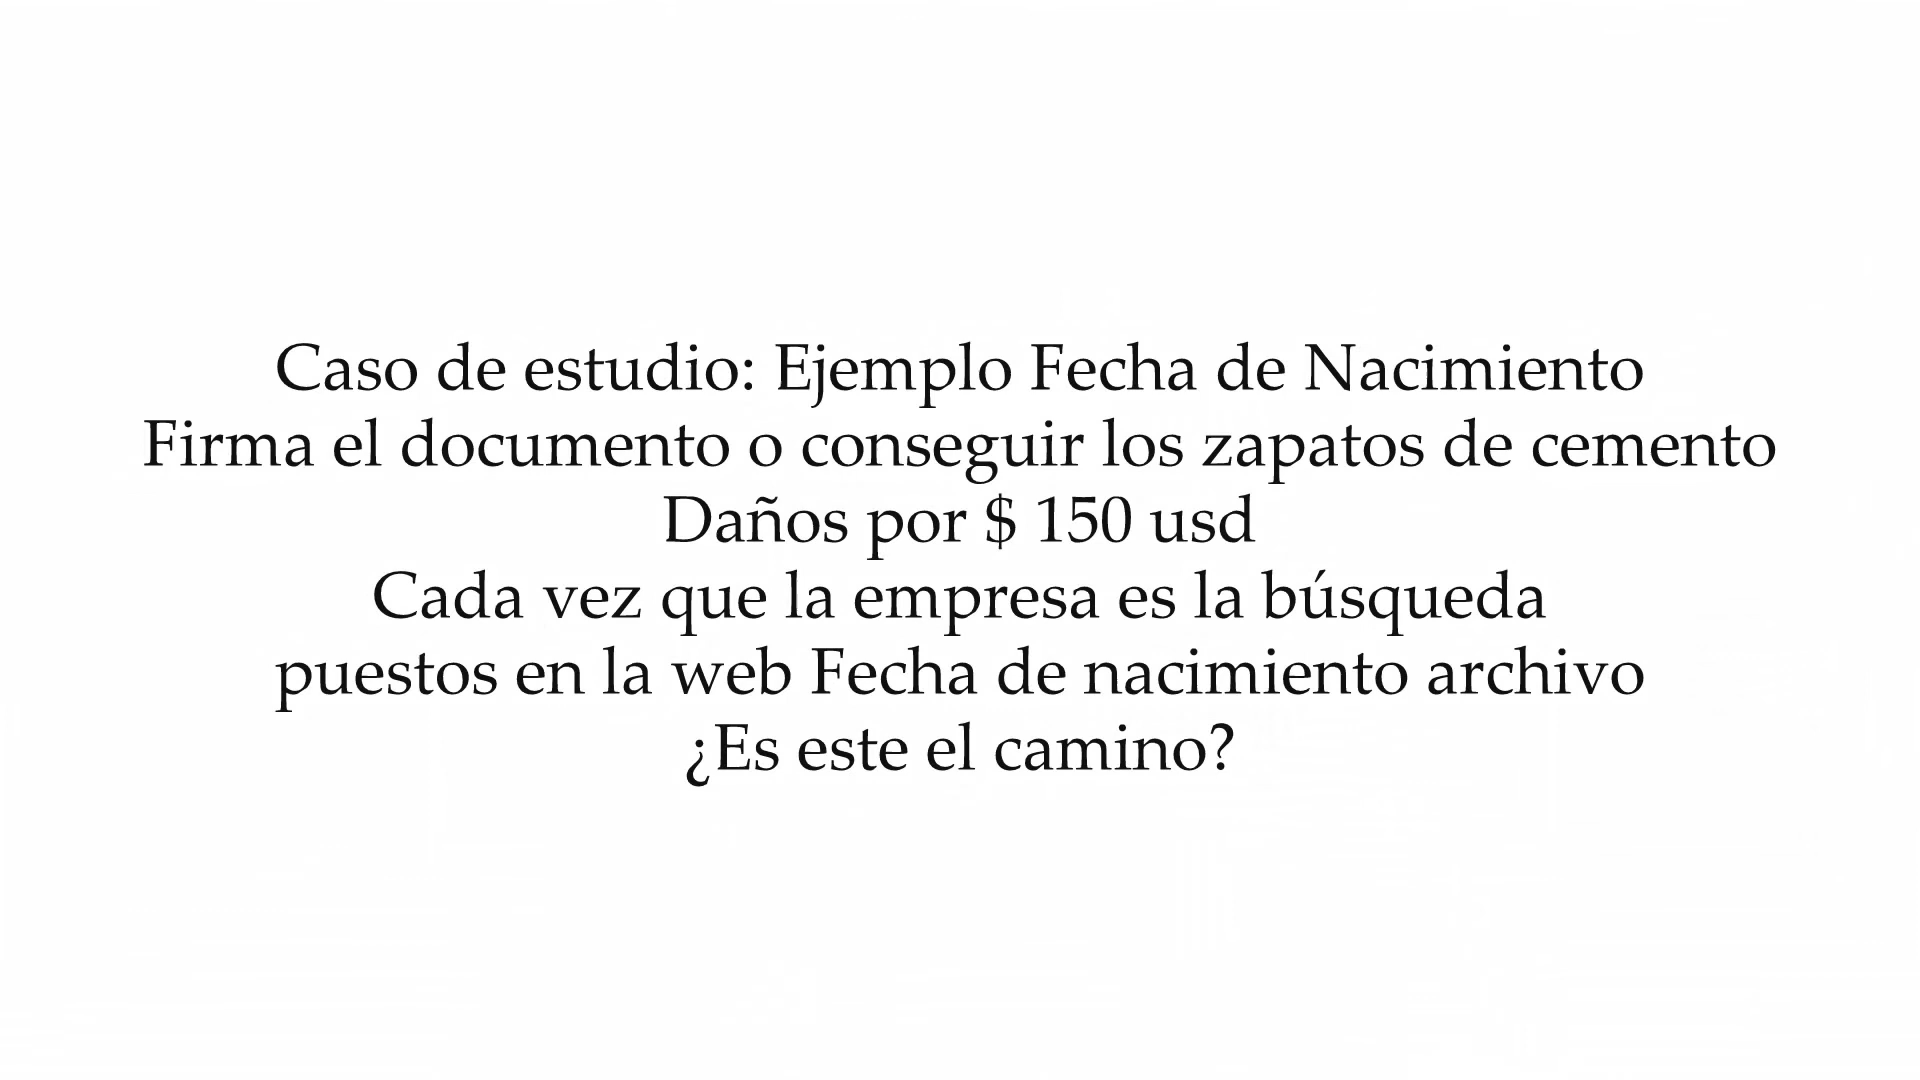 Caso de estudio: Ejemplo Fecha de Nacimiento
Firma el documento o conseguir los zapatos de cemento
Daños por $ 150 usd
Cada vez que la empresa es la búsqueda
puestos en la web Fecha de nacimiento archivo
¿Es este el camino?